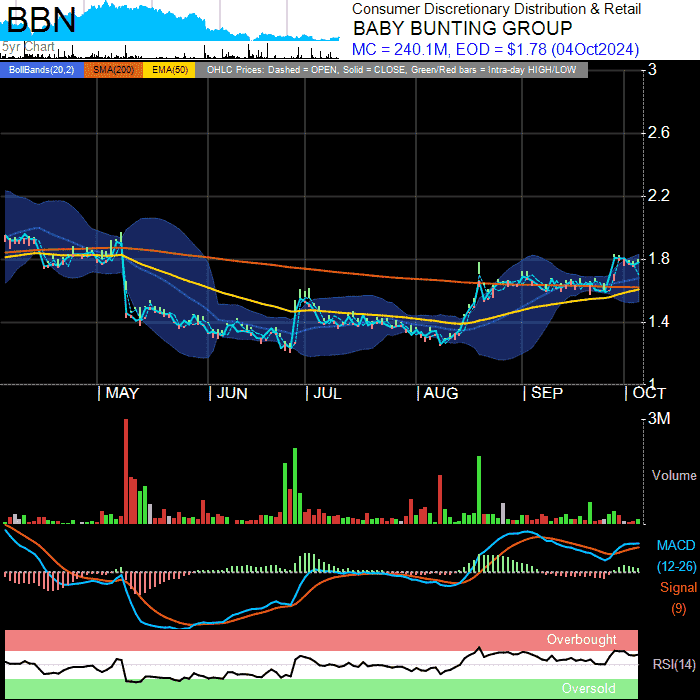 BBN
5yr Chart
Consumer Discretionary Distribution & Retail
BABY BUNTING GROUP
MC = 240.1M, EOD = $1.78 (04Oct2024)
BollBands(20,2) SMA(200) EMA(50) OHLC Prices: Dashed = OPEN, Solid = CLOSE, Green/Red bars = Intra-day HIGH/LOW
3
2.6
2.2
1.8
1.4
1
MAY JUN JUL AUG SEP OCT
3M
Volume
MACD
(12-26)
Signal
(9)
Overbought
RSI(14)
Oversold